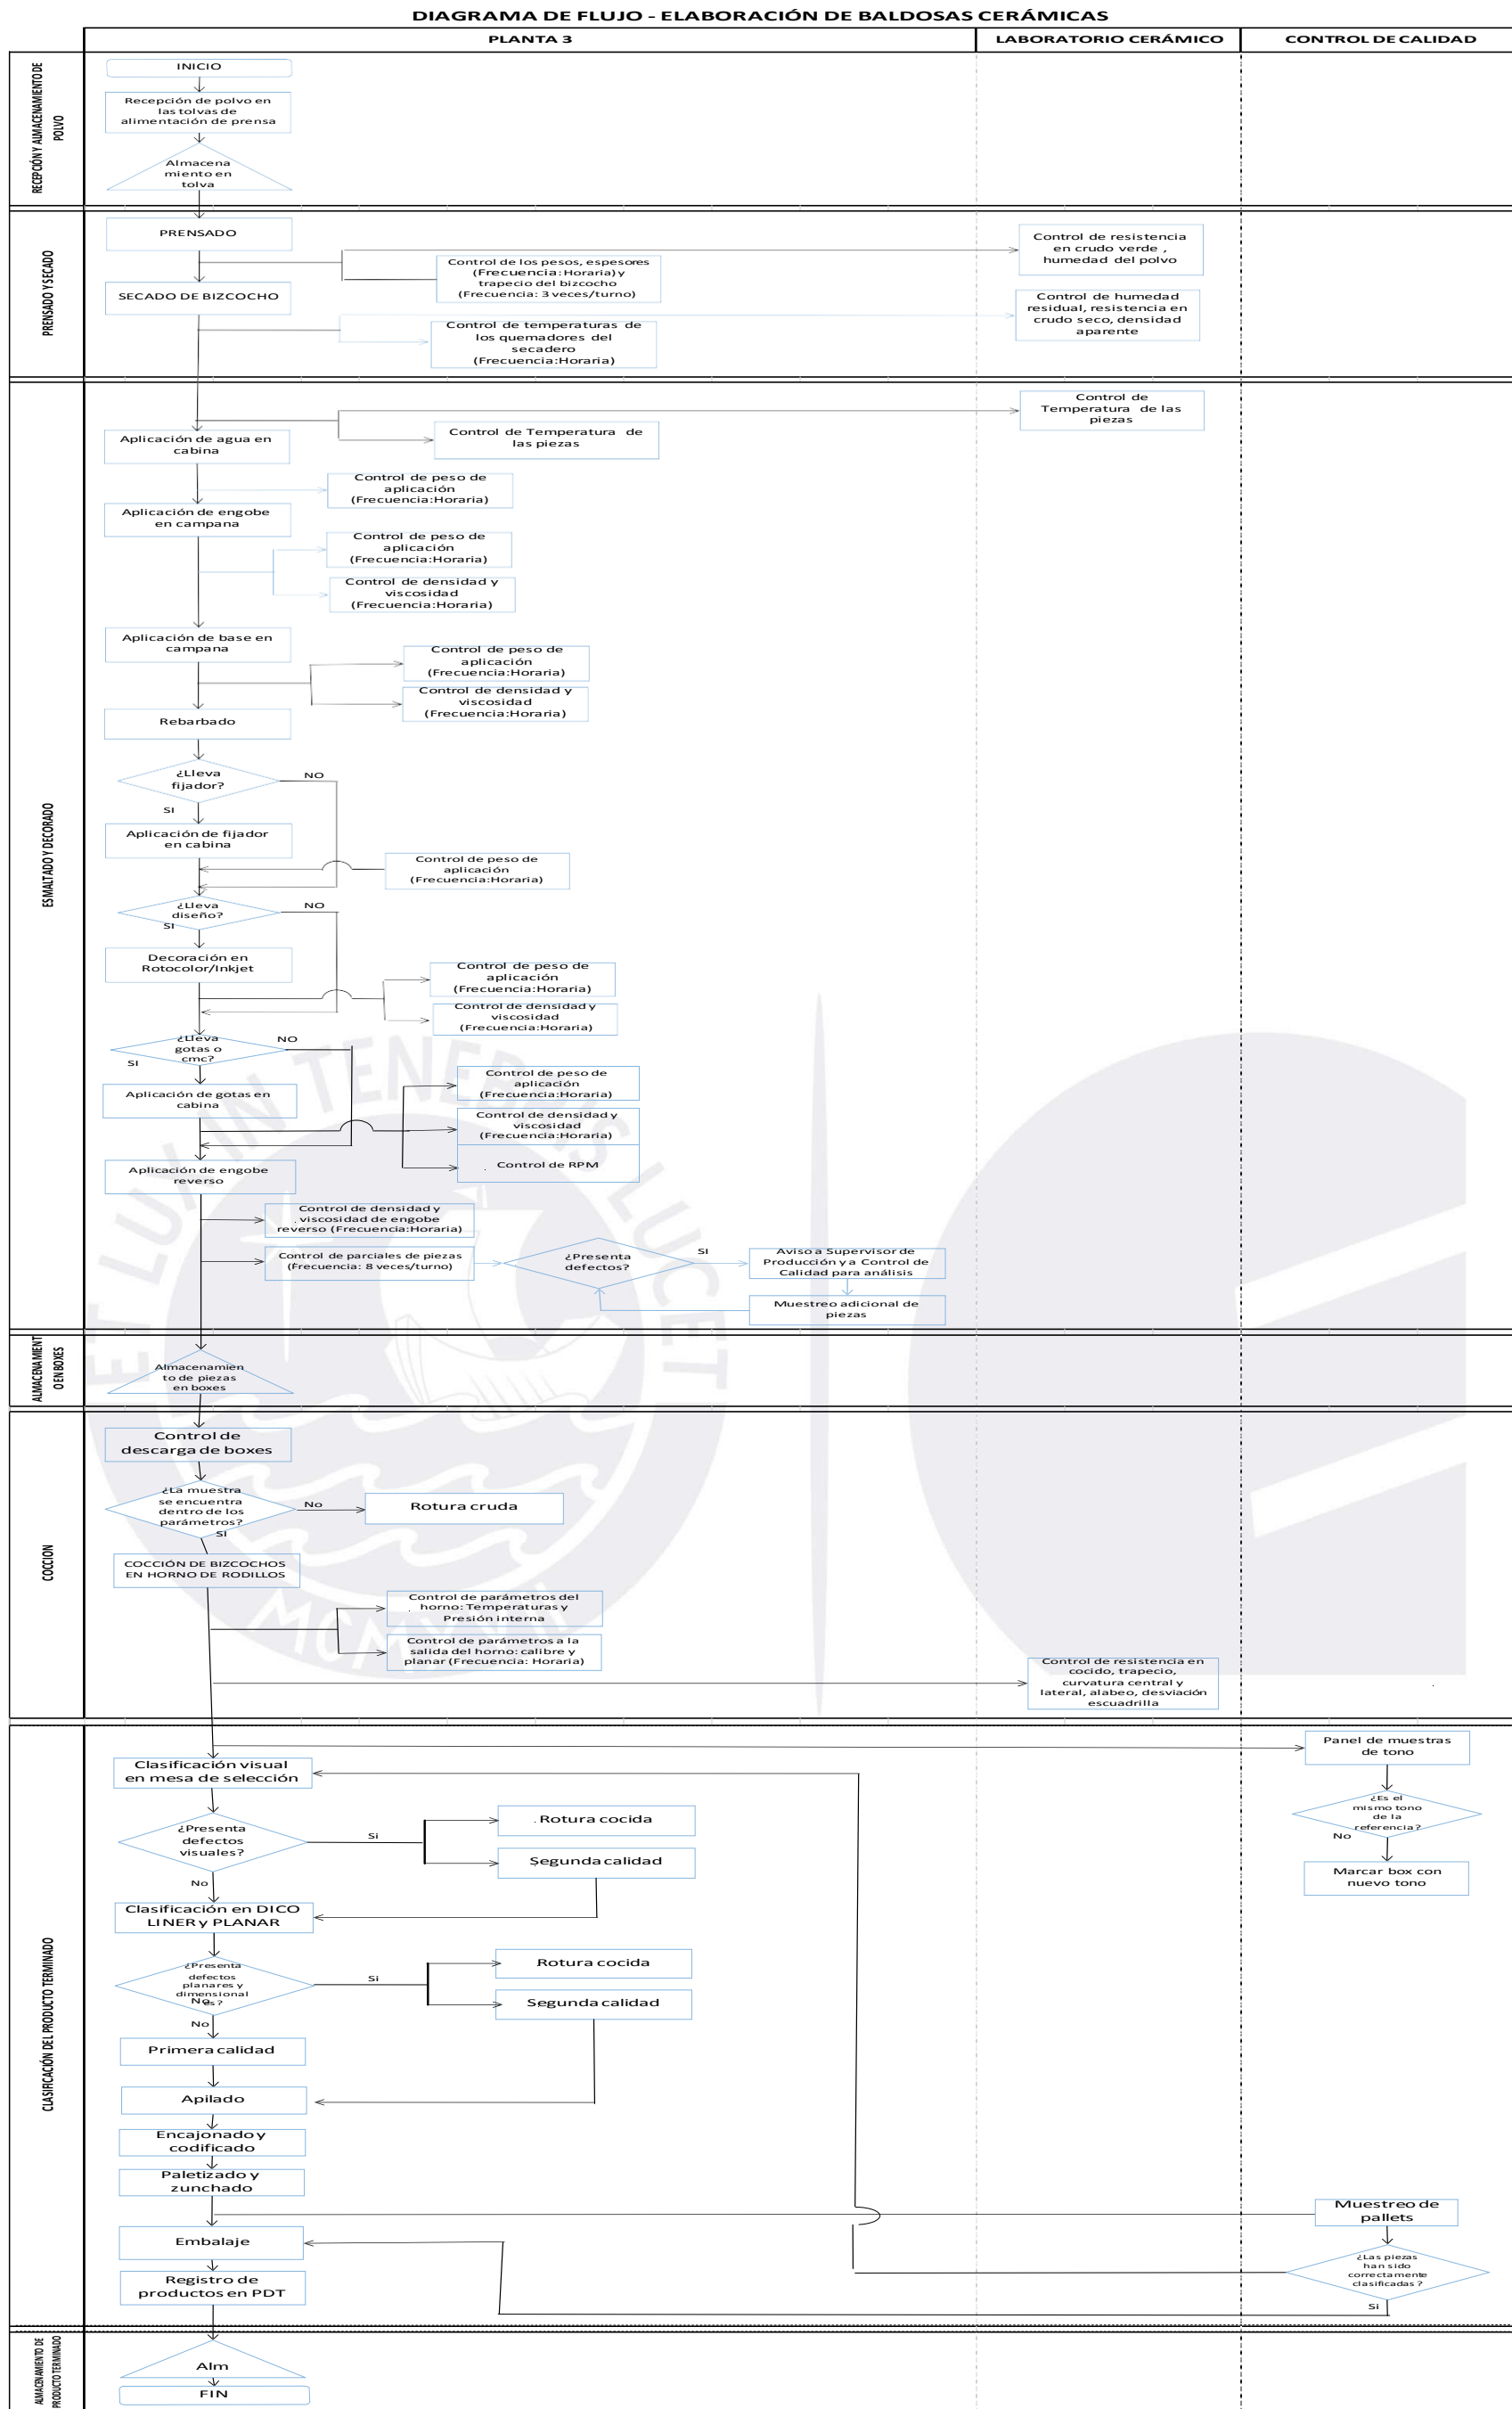 DIAGRAMA DE FLUJO - ELABORACIÓN DE BALDOSAS CERÁMICAS
PLANTA 3
LABORATORIO CERÁMICO
CONTROL DE CALIDAD
RECEPCIÓN Y ALMACENAMIENTO DE
POLVO
INICIO
Recepción de polvo en
las tolvas de
alimentación de prensa
Almacena
miento en
tolva
PRENSADO Y SECADO
PRENSADO
Control de los pesos, espesores
(Frecuencia: Horaria) y
trapecio del bizcocho
(Frecuencia: 3 veces/turno)
Control de resistencia
en crudo verde ,
humedad del polvo
SECADO DE BIZCOCHO
Control de temperaturas de
los quemadores del
secadero
(Frecuencia:Horaria)
Control de humedad
residual, resistencia en
crudo seco, densidad
aparente
ESMALTADO Y DECORADO
Control de
Temperatura de las
piezas
Control de Temperatura de
las piezas
Aplicación de agua en
cabina
Control de peso de
aplicación
(Frecuencia:Horaria)
Aplicación de engobe
en campana
Control de peso de
aplicación
(Frecuencia:Horaria)
Control de densidad y
viscosidad
(Frecuencia:Horaria)
Aplicación de base en
campana
Control de peso de
aplicación
(Frecuencia:Horaria)
Control de densidad y
viscosidad
(Frecuencia:Horaria)
Rebarbado
¿Lleva
fijador?
NO
SI
Aplicación de fijador
en cabina
Control de peso de
aplicación
(Frecuencia:Horaria)
¿Lleva
diseño?
NO
SI
Decoración en
Rotocolor/Inkjet
Control de peso de
aplicación
(Frecuencia:Horaria)
Control de densidad y
viscosidad
(Frecuencia:Horaria)
¿Lleva
gotas o
cmc?
NO
SI
Aplicación de gotas en
cabina
Control de peso de
aplicación
(Frecuencia:Horaria)
Control de densidad y
viscosidad
(Frecuencia:Horaria)
. Control de RPM
Aplicación de engobe
reverso
Control de densidad y
viscosidad de engobe
reverso (Frecuencia:Horaria)
Control de parciales de piezas
(Frecuencia: 8 veces/turno)
¿Presenta
defectos?
SI
Aviso a Supervisor de
Producción y a Control de
Calidad para análisis
Muestreo adicional de
piezas
ALMACENAMIENT
O EN BOXES
Almacenamien
to de piezas
en boxes
COCCION
Control de
descarga de boxes
¿La muestra
se encuentra
dentro de los
parámetros?
No
Rotura cruda
SI
COCCIÓN DE BIZCOCHOS
EN HORNO DE RODILLOS
Control de parámetros del
horno: Temperaturas y
Presión interna
Control de parámetros a la
salida del horno: calibre y
planar (Frecuencia: Horaria)
Control de resistencia en
cocido, trapecio,
curvatura central y
lateral, alabeo, desviación
escuadrilla
CLASIFICACIÓN DEL PRODUCTO TERMINADO
Panel de muestras
de tono
Clasificación visual
en mesa de selección
¿Es el
mismo tono
de la
referencia?
No
Marcar box con
nuevo tono
¿Presenta
defectos
visuales?
Si
. Rotura cocida
Segunda calidad
No
Clasificación en DICO
LINER y PLANAR
¿Presenta
defectos
planares y
dimensional
es?
No
Si
Rotura cocida
Segunda calidad
No
Primera calidad
Apilado
Encajonado y
codificado
Paletizado y
zunchado
Muestreo de
pallets
Embalaje
¿Las piezas
han sido
correctamente
clasificadas?
Si
Registro de
productos en PDT
ALMACENAMIENTO DE
PRODUCTO TERMINADO
Alm
FIN
ET LUX IN TENEBRIS LUCET
MCMXVII